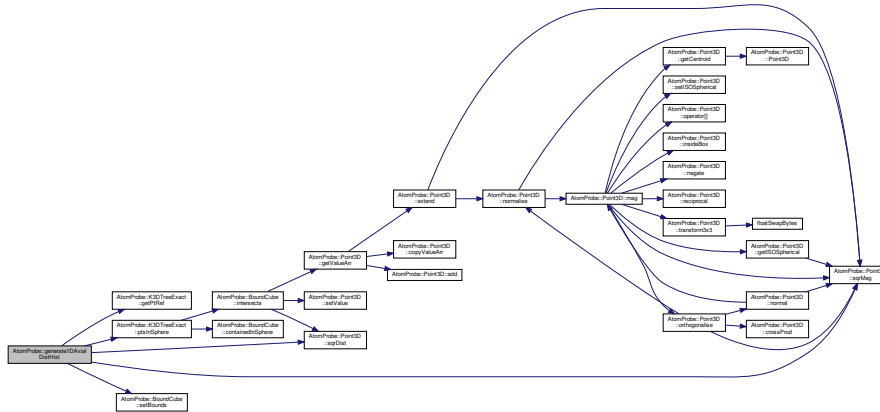 AtomProbe::generate1DAxial
DistHist
AtomProbe::K3DTreeExact
::getPtRef
AtomProbe::K3DTreeExact
::ptsInSphere
AtomProbe::BoundCube
::setBounds
AtomProbe::BoundCube
::intersects
AtomProbe::BoundCube
::containedInSphere
AtomProbe::Point3D
::getValueArr
AtomProbe::Point3D
::setValue
AtomProbe::Point3D
::sqrDist
AtomProbe::Point3D
::extend
AtomProbe::Point3D
::copyValueArr
AtomProbe::Point3D::add
AtomProbe::Point3D
::normalise
AtomProbe::Point3D::mag
AtomProbe::Point3D
::getCentroid
AtomProbe::Point3D
::setISOSpherical
AtomProbe::Point3D
::operator[]
AtomProbe::Point3D
::insideBox
AtomProbe::Point3D
::negate
AtomProbe::Point3D
::reciprocal
AtomProbe::Point3D
::transform3x3
AtomProbe::Point3D
::orthogonalise
AtomProbe::Point3D
::Point3D
floatSwapBytes
AtomProbe::Point3D
::getISOSpherical
AtomProbe::Point3D
::normal
AtomProbe::Point3D
::crossProd
AtomProbe::Point3D
::sqrMag